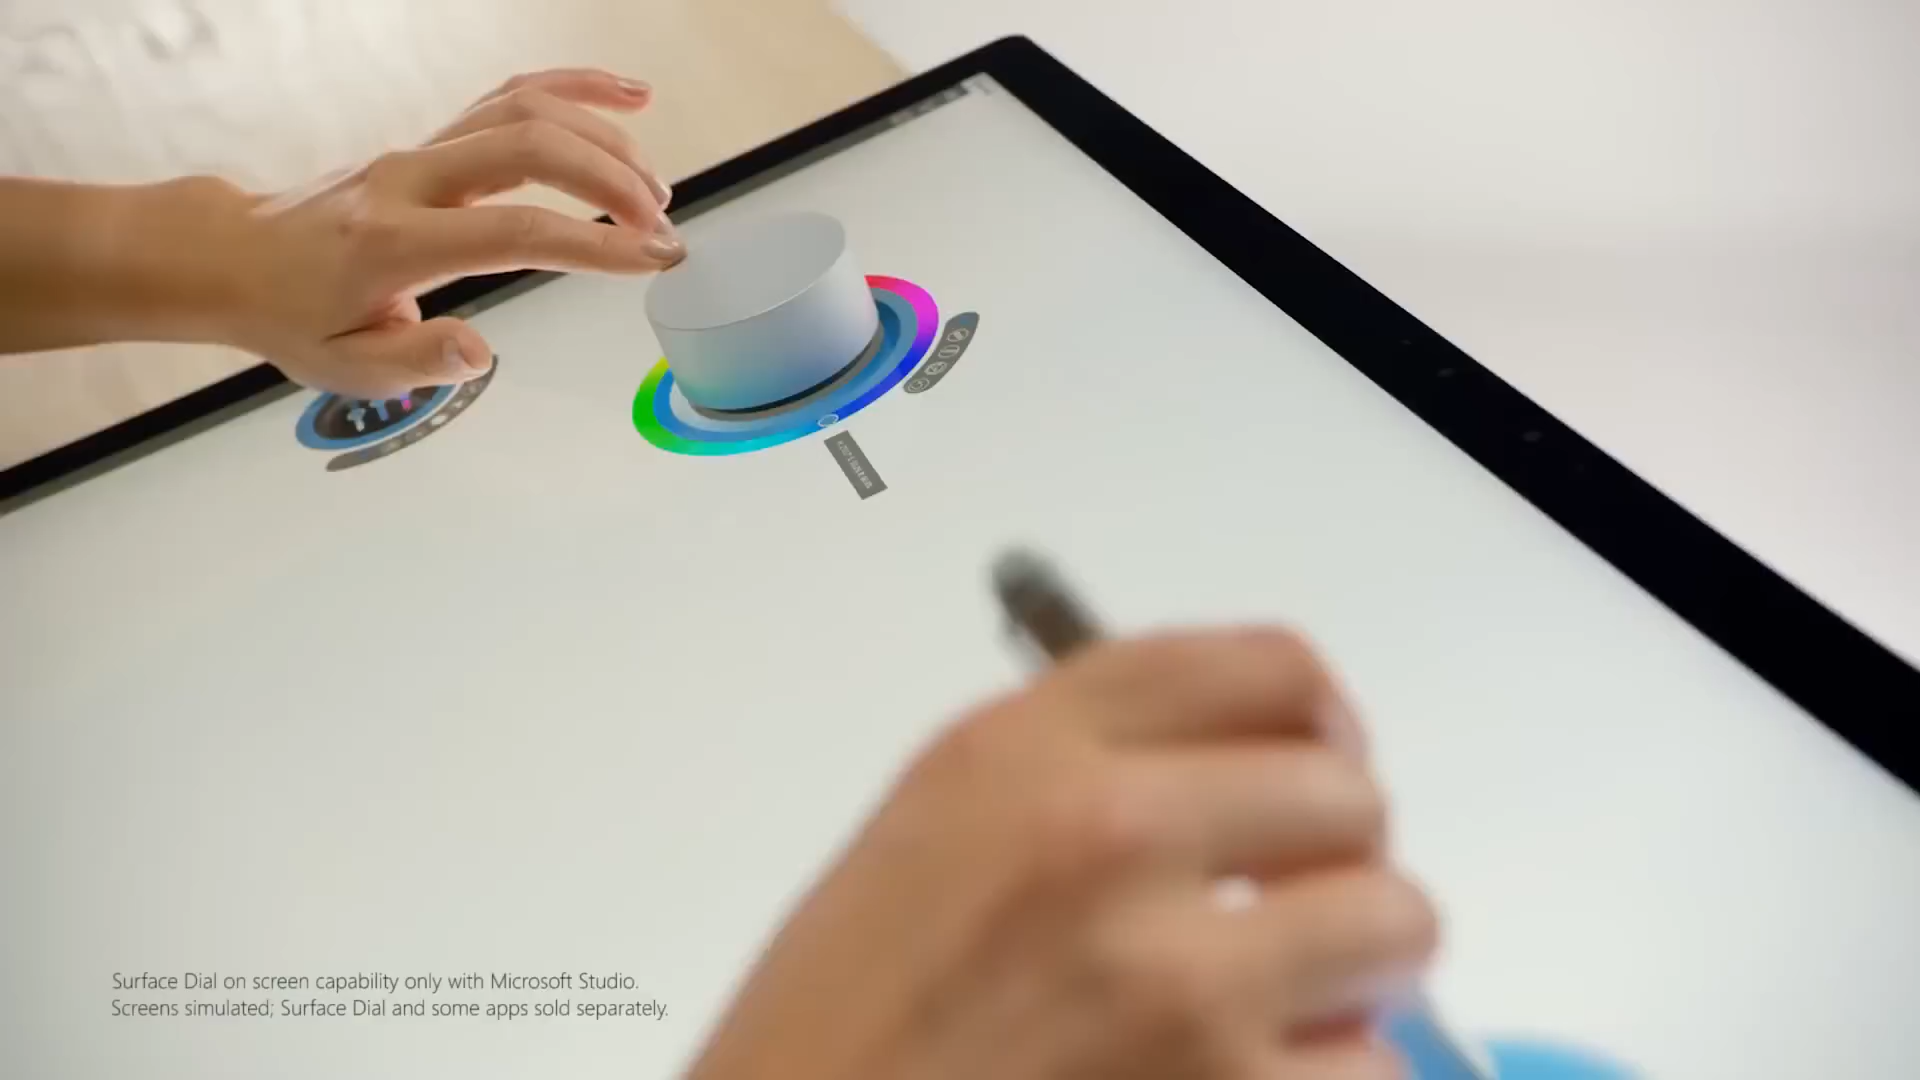 Surface Dial on screen capability only with Microsoft Studio.
Screens simulated; Surface Dial and some apps sold separately.